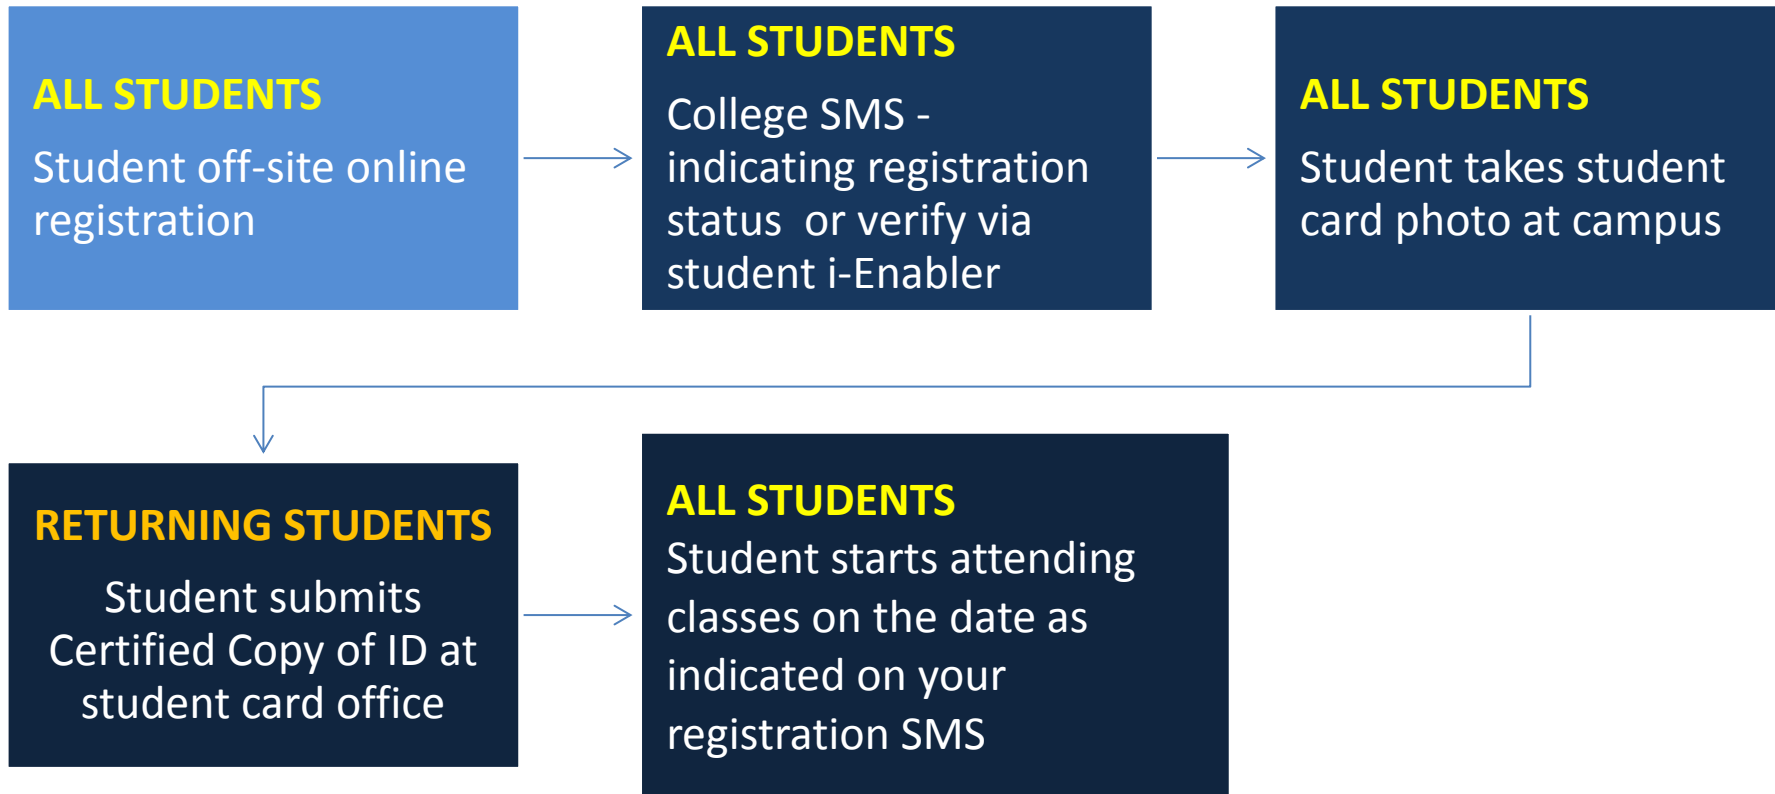 ALL STUDENTS
Student off-site online
registration
ALL STUDENTS
College SMS -
indicating registration
status or verify via
student i-Enabler
ALL STUDENTS
Student takes student
card photo at campus
RETURNING STUDENTS
Student submits
Certified Copy of ID at
student card office
ALL STUDENTS
Student starts attending
classes on the date as
indicated on your
registration SMS